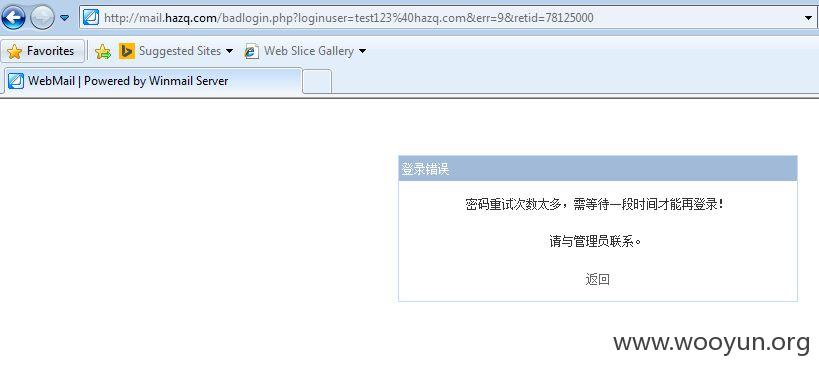 http://mail.hazq.com/badlogin.php?loginuser=test123%40hazq.com&err=9&retid=78125000
Favorites Suggested Sites Web Slice Gallery
WebMail | Powered by Winmail Server
登录错误
密码重试次数太多，需等待一段时间才能再登录！
请与管理员联系。
返回
www.wooyun.org